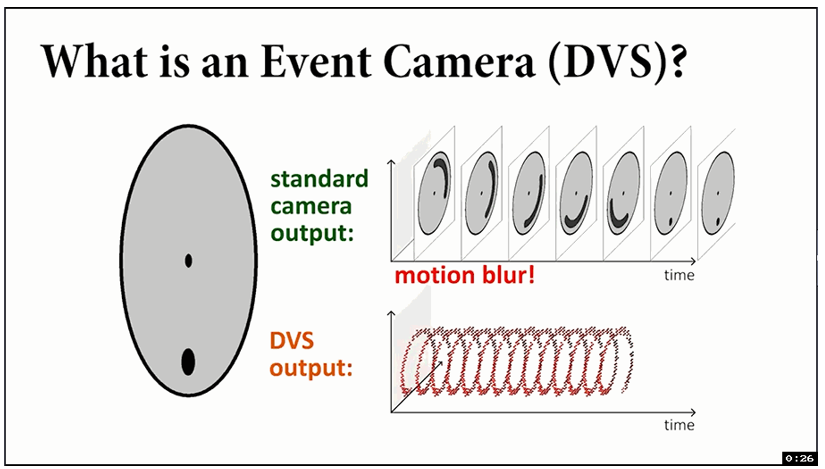 What is an Event Camera (DVS)?
standard
camera
output:
motion blur!
time
DVS
output:
time
0:26